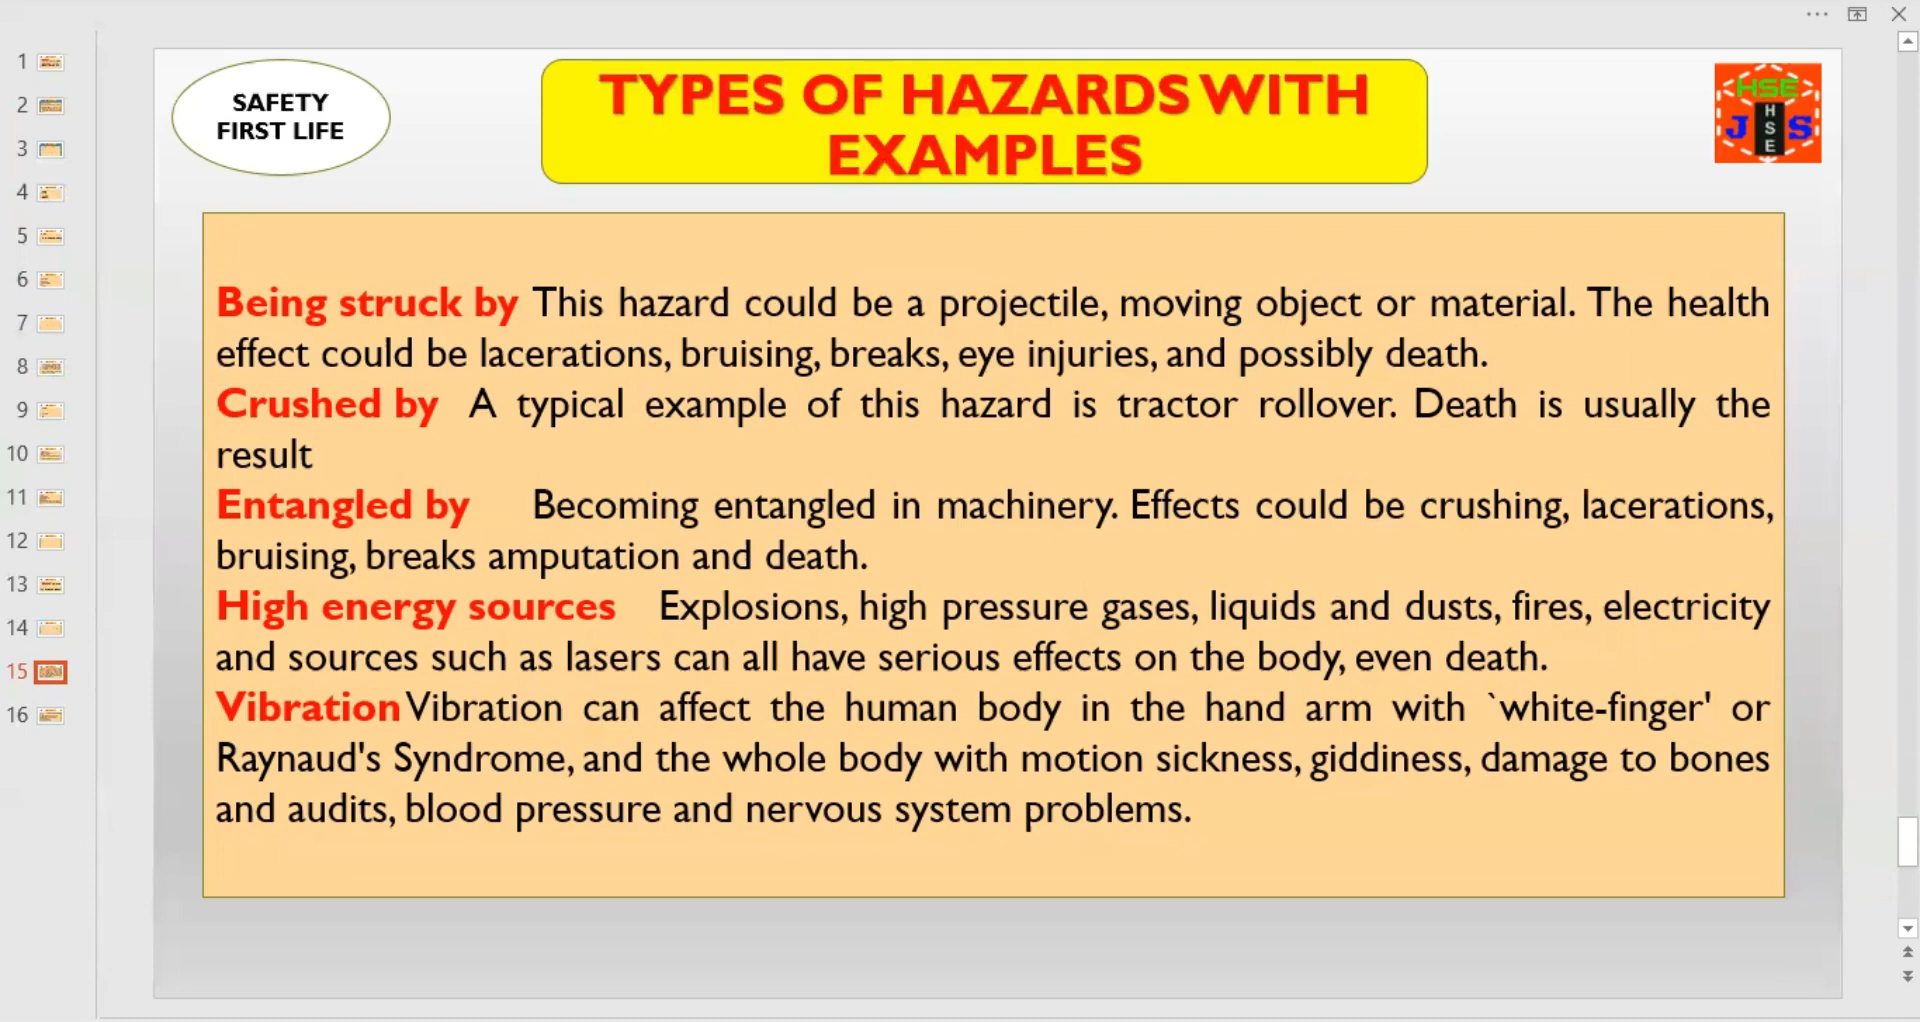 1
2
3
4
5
6
7
8
9
10
11
12
13
14
15
16
SAFETY
FIRST LIFE
TYPES OF HAZARDS WITH
EXAMPLES
HSE
J HSE S
Being struck by This hazard could be a projectile, moving object or material. The health
effect could be lacerations, bruising, breaks, eye injuries, and possibly death.
Crushed by A typical example of this hazard is tractor rollover. Death is usually the
result
Entangled by Becoming entangled in machinery. Effects could be crushing, lacerations,
bruising, breaks amputation and death.
High energy sources Explosions, high pressure gases, liquids and dusts, fires, electricity
and sources such as lasers can all have serious effects on the body, even death.
Vibration Vibration can affect the human body in the hand arm with `white-finger' or
Raynaud's Syndrome, and the whole body with motion sickness, giddiness, damage to bones
and audits, blood pressure and nervous system problems.